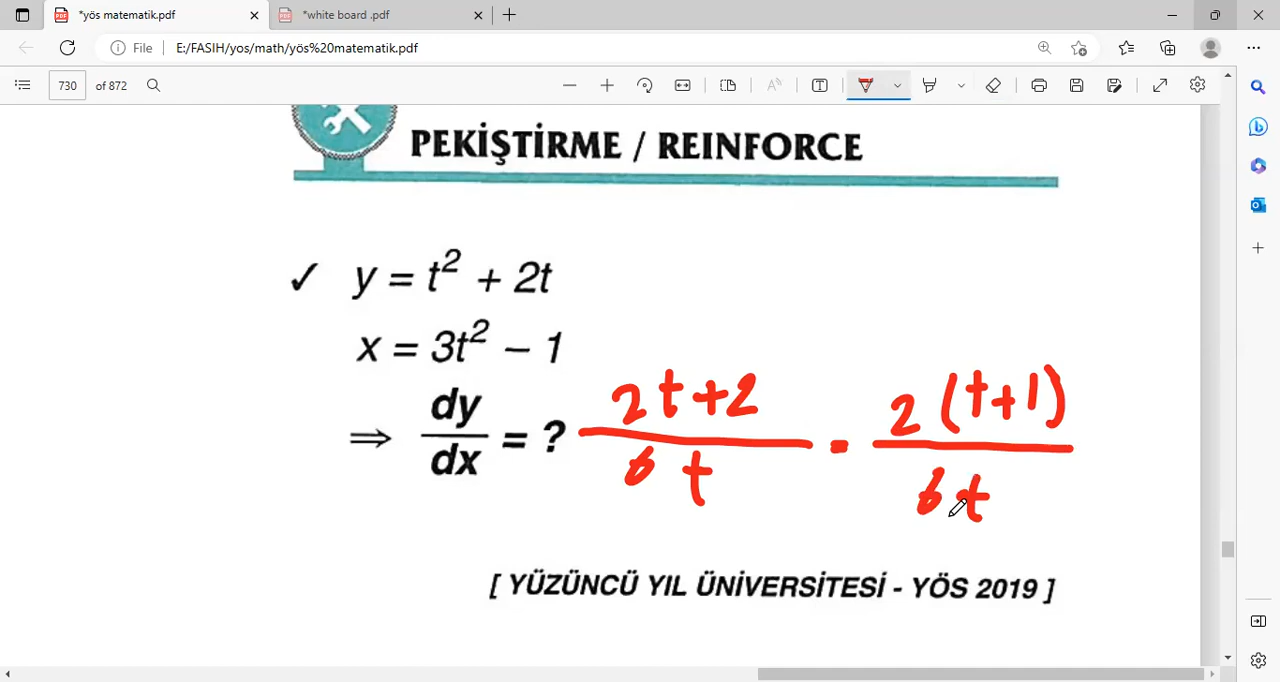 *yös matematik.pdf
*white board .pdf
File E:/FASIH/yos/math/yös%20matematik.pdf
730 of 872
PEKİŞTİRME / REINFORCE
✓ y = t² + 2t
x = 3t² − 1
⇒ dy/dx = ? 2t+2/6t = 2(t+1)/6t
[ YÜZÜNCÜ YIL ÜNİVERSİTESİ - YÖS 2019 ]